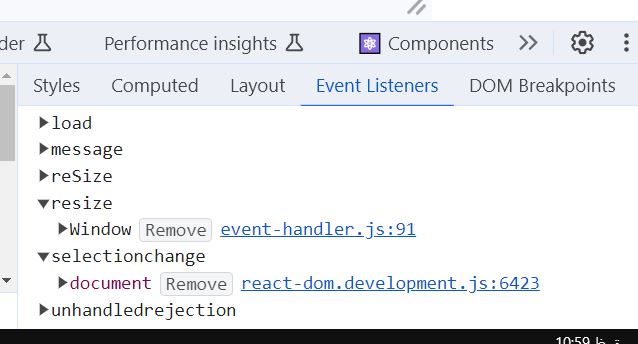 der Performance insights Components
Styles Computed Layout Event Listeners DOM Breakpoints
load
message
reSize
resize
Window Remove event-handler.js:91
selectionchange
document Remove react-dom.development.js:6423
unhandledrejection
10:59